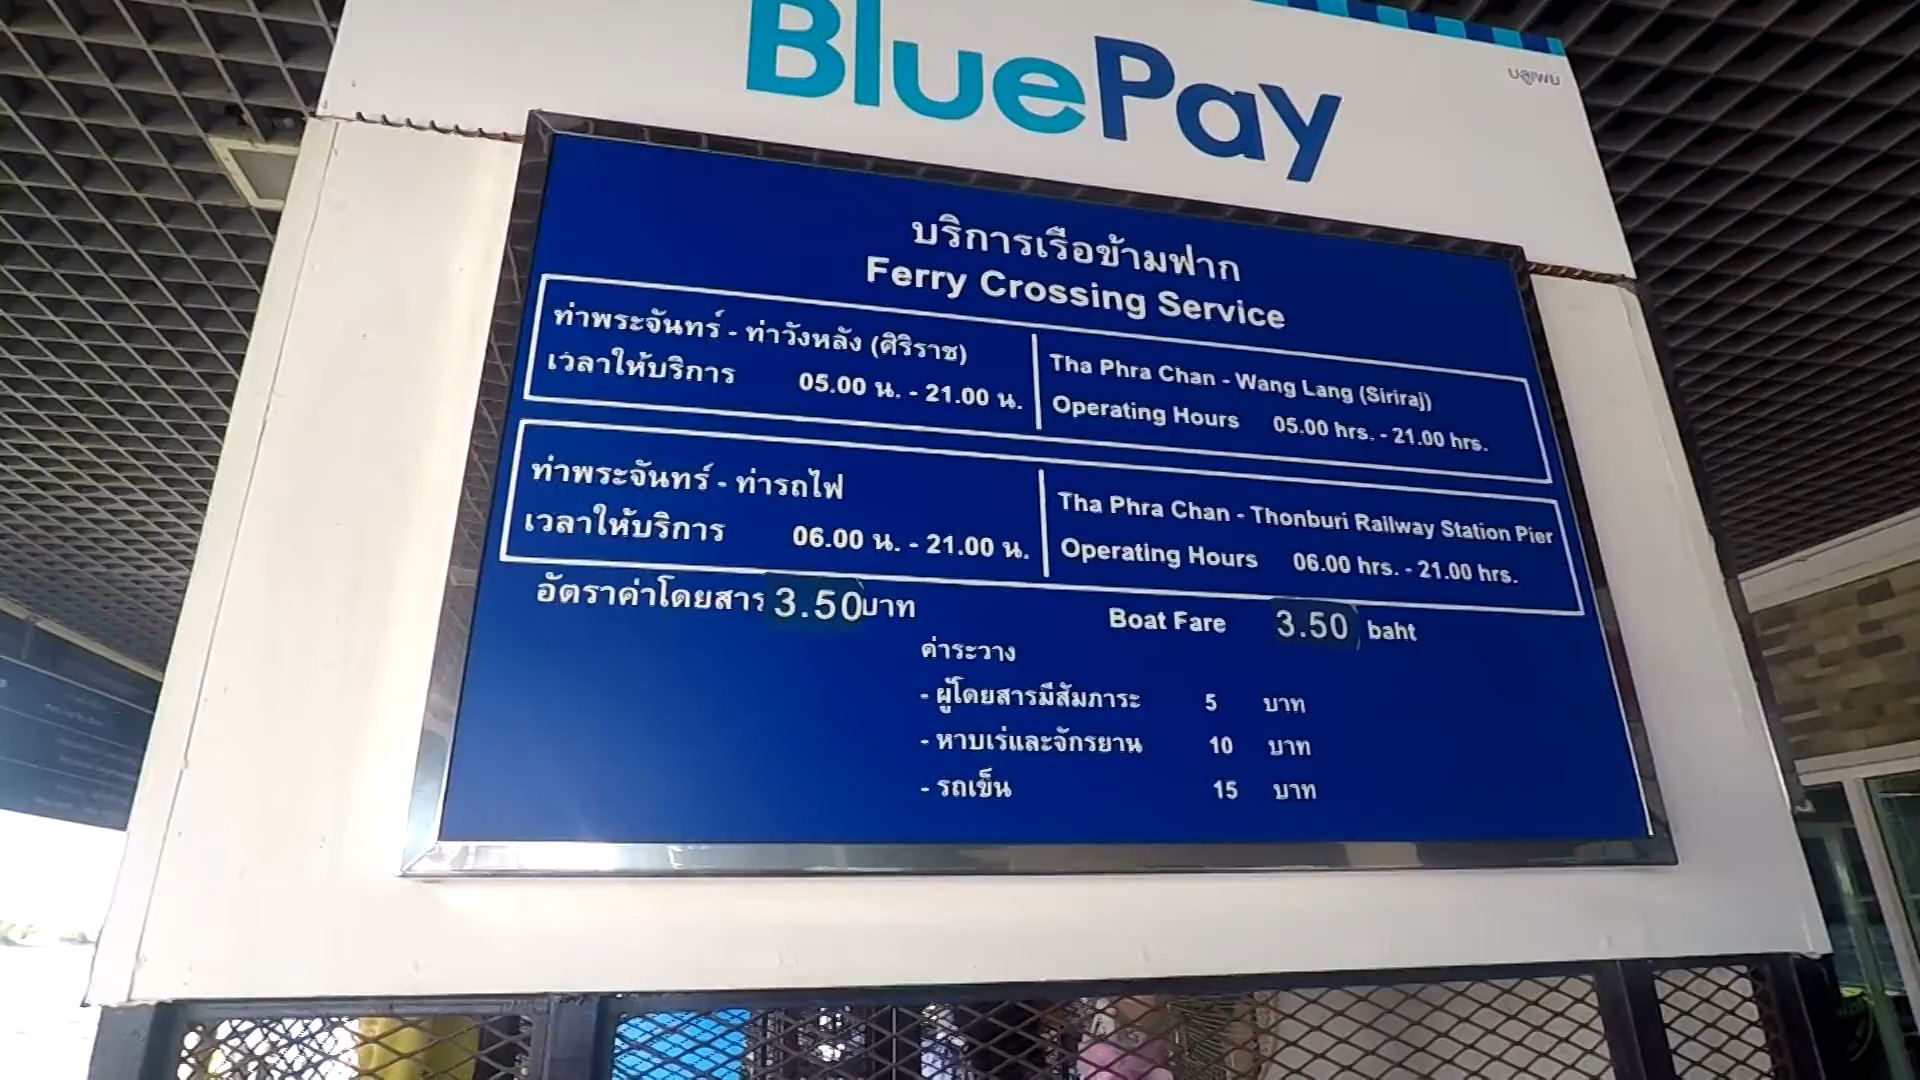 BluePay
บลูเพย์
บริการเรือข้ามฟาก
Ferry Crossing Service
ท่าพระจันทร์ - ท่าวังหลัง (ศิริราช)
เวลาให้บริการ 05.00 น. - 21.00 น.
Tha Phra Chan - Wang Lang (Siriraj)
Operating Hours 05.00 hrs. - 21.00 hrs.
ท่าพระจันทร์ - ท่ารถไฟ
เวลาให้บริการ 06.00 น. - 21.00 น.
Tha Phra Chan - Thonburi Railway Station Pier
Operating Hours 06.00 hrs. - 21.00 hrs.
อัตราค่าโดยสาร 3.50 บาท
Boat Fare 3.50 baht
ค่าระวาง
- ผู้โดยสารมีสัมภาระ 5 บาท
- หาบเร่และจักรยาน 10 บาท
- รถเข็น 15 บาท